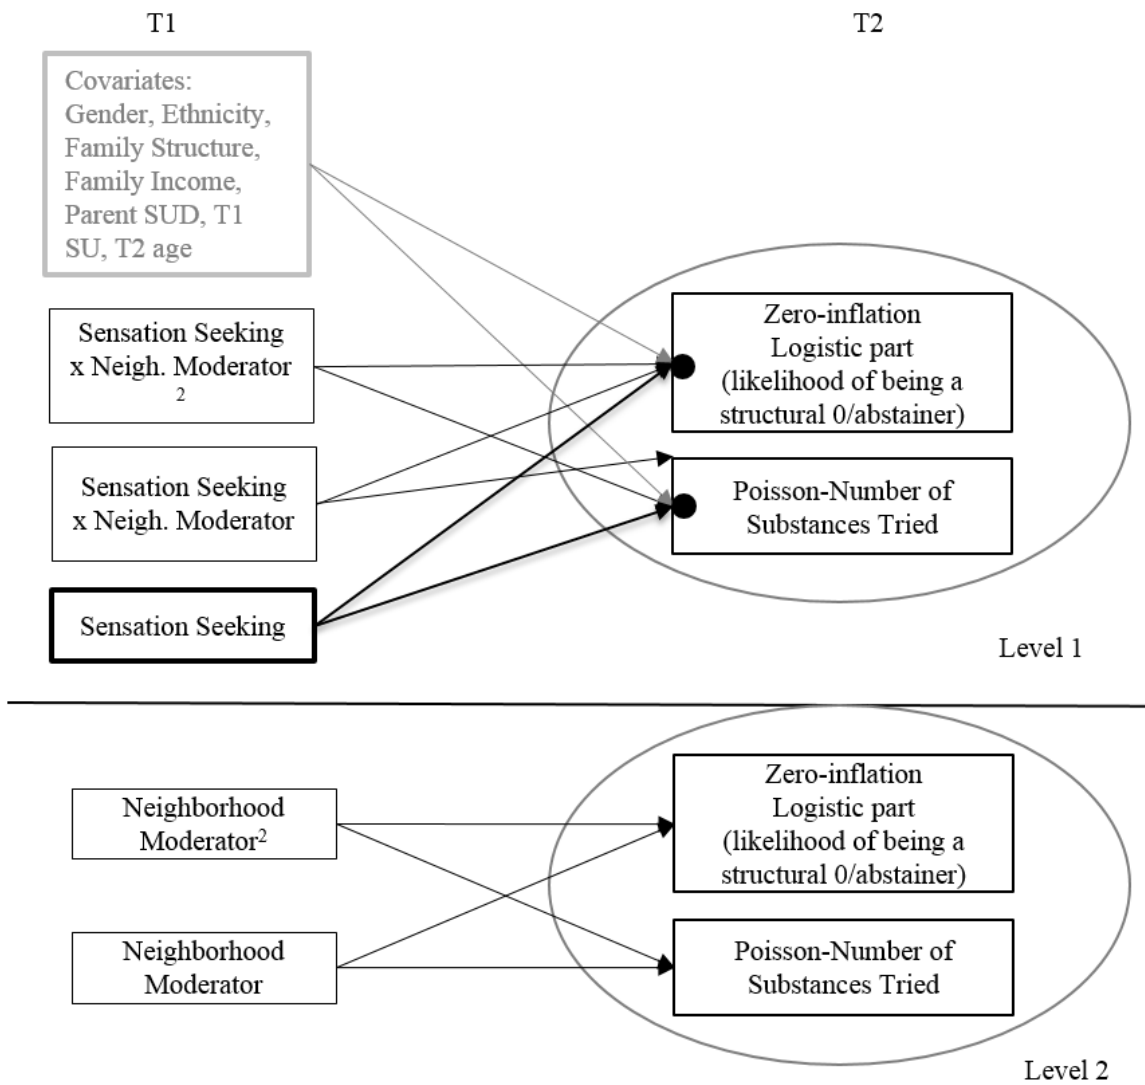 T1
T2
Covariates:
Gender, Ethnicity,
Family Structure,
Family Income,
Parent SUD, T1
SU, T2 age
Sensation Seeking
x Neigh. Moderator
2
Sensation Seeking
x Neigh. Moderator
Sensation Seeking
Zero-inflation
Logistic part
(likelihood of being a
structural 0/abstainer)
Poisson-Number of
Substances Tried
Level 1
Neighborhood
Moderator²
Neighborhood
Moderator
Zero-inflation
Logistic part
(likelihood of being a
structural 0/abstainer)
Poisson-Number of
Substances Tried
Level 2